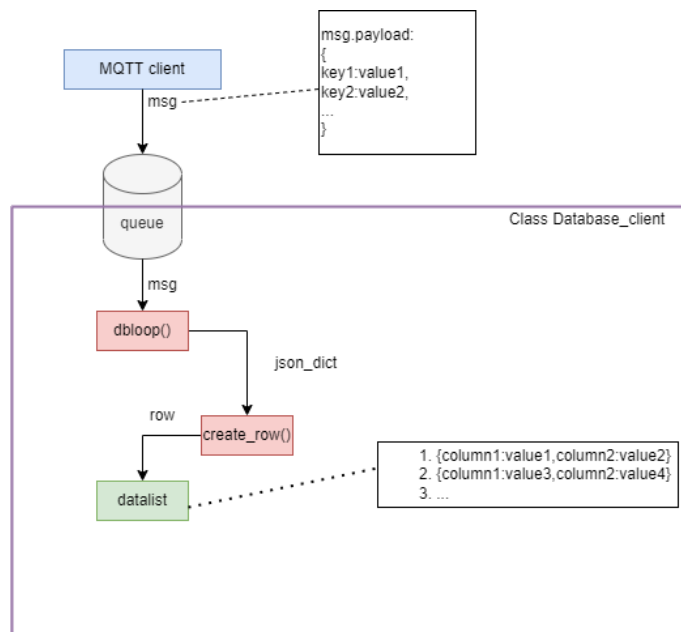 MQTT client
msg
msg.payload:
{
key1:value1,
key2:value2,
...
}
queue
Class Database_client
msg
dbloop()
json_dict
row
create_row()
datalist
1. {column1:value1,column2:value2}
2. {column1:value3,column2:value4}
3. ...